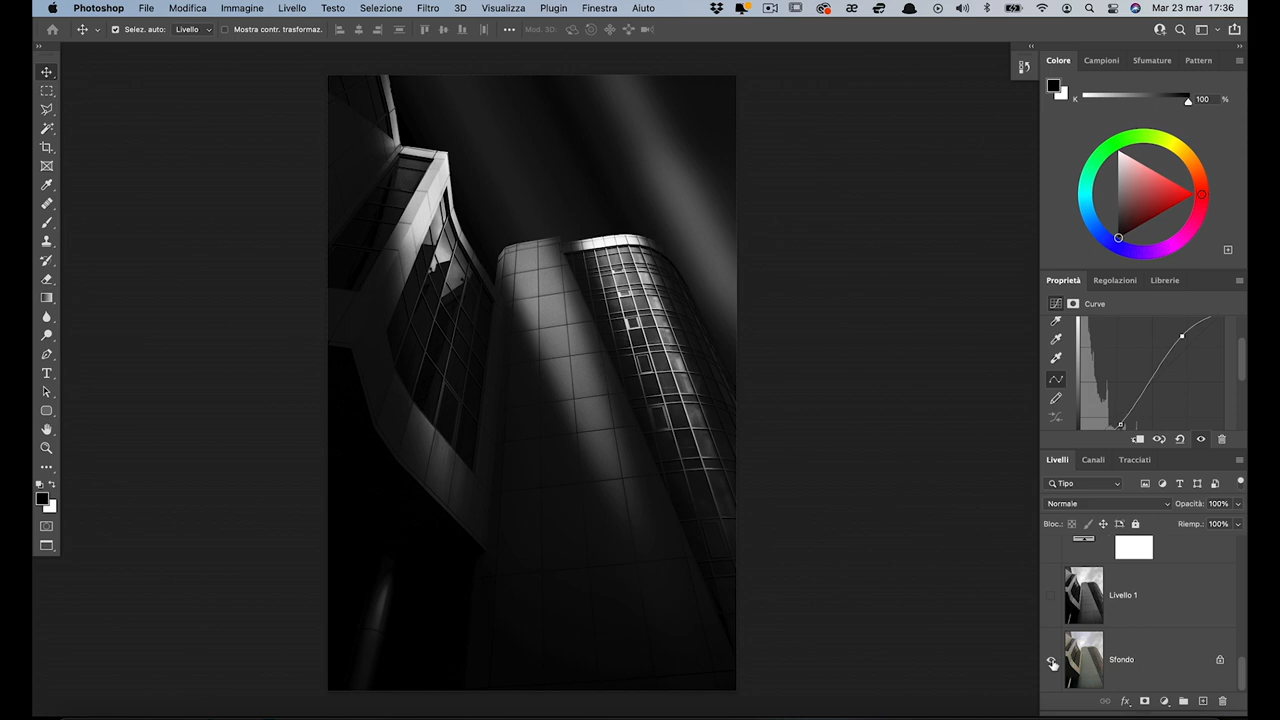 Photoshop File Modifica Immagine Livello Testo Selezione Filtro 3D Visualizza Plugin Finestra Aiuto Mar 23 mar 17:36
Selez. auto: Livello Mostra contr. trasformaz. Mod. 3D:
Colore Campioni Sfumature Pattern
K 100 %
Proprietà Regolazioni Librerie
Curve
Livelli Canali Tracciati
Tipo
Normale Opacità: 100%
Bloc.: Riemp.: 100%
Livello 1
Sfondo